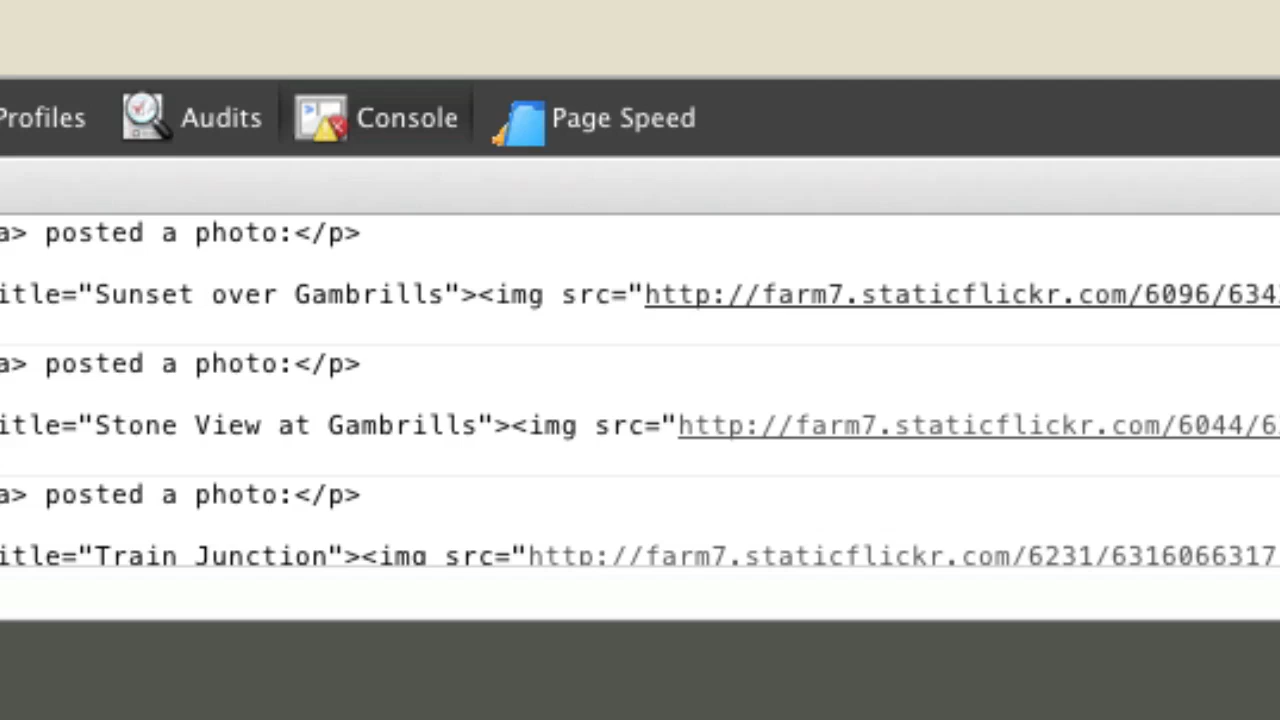 Profiles Audits Console Page Speed
a> posted a photo:</p>
itle="Sunset over Gambrills"><img src="http://farm7.staticflickr.com/6096/634
a> posted a photo:</p>
itle="Stone View at Gambrills"><img src="http://farm7.staticflickr.com/6044/6
a> posted a photo:</p>
itle="Train Junction"><img src="http://farm7.staticflickr.com/6231/6316066317